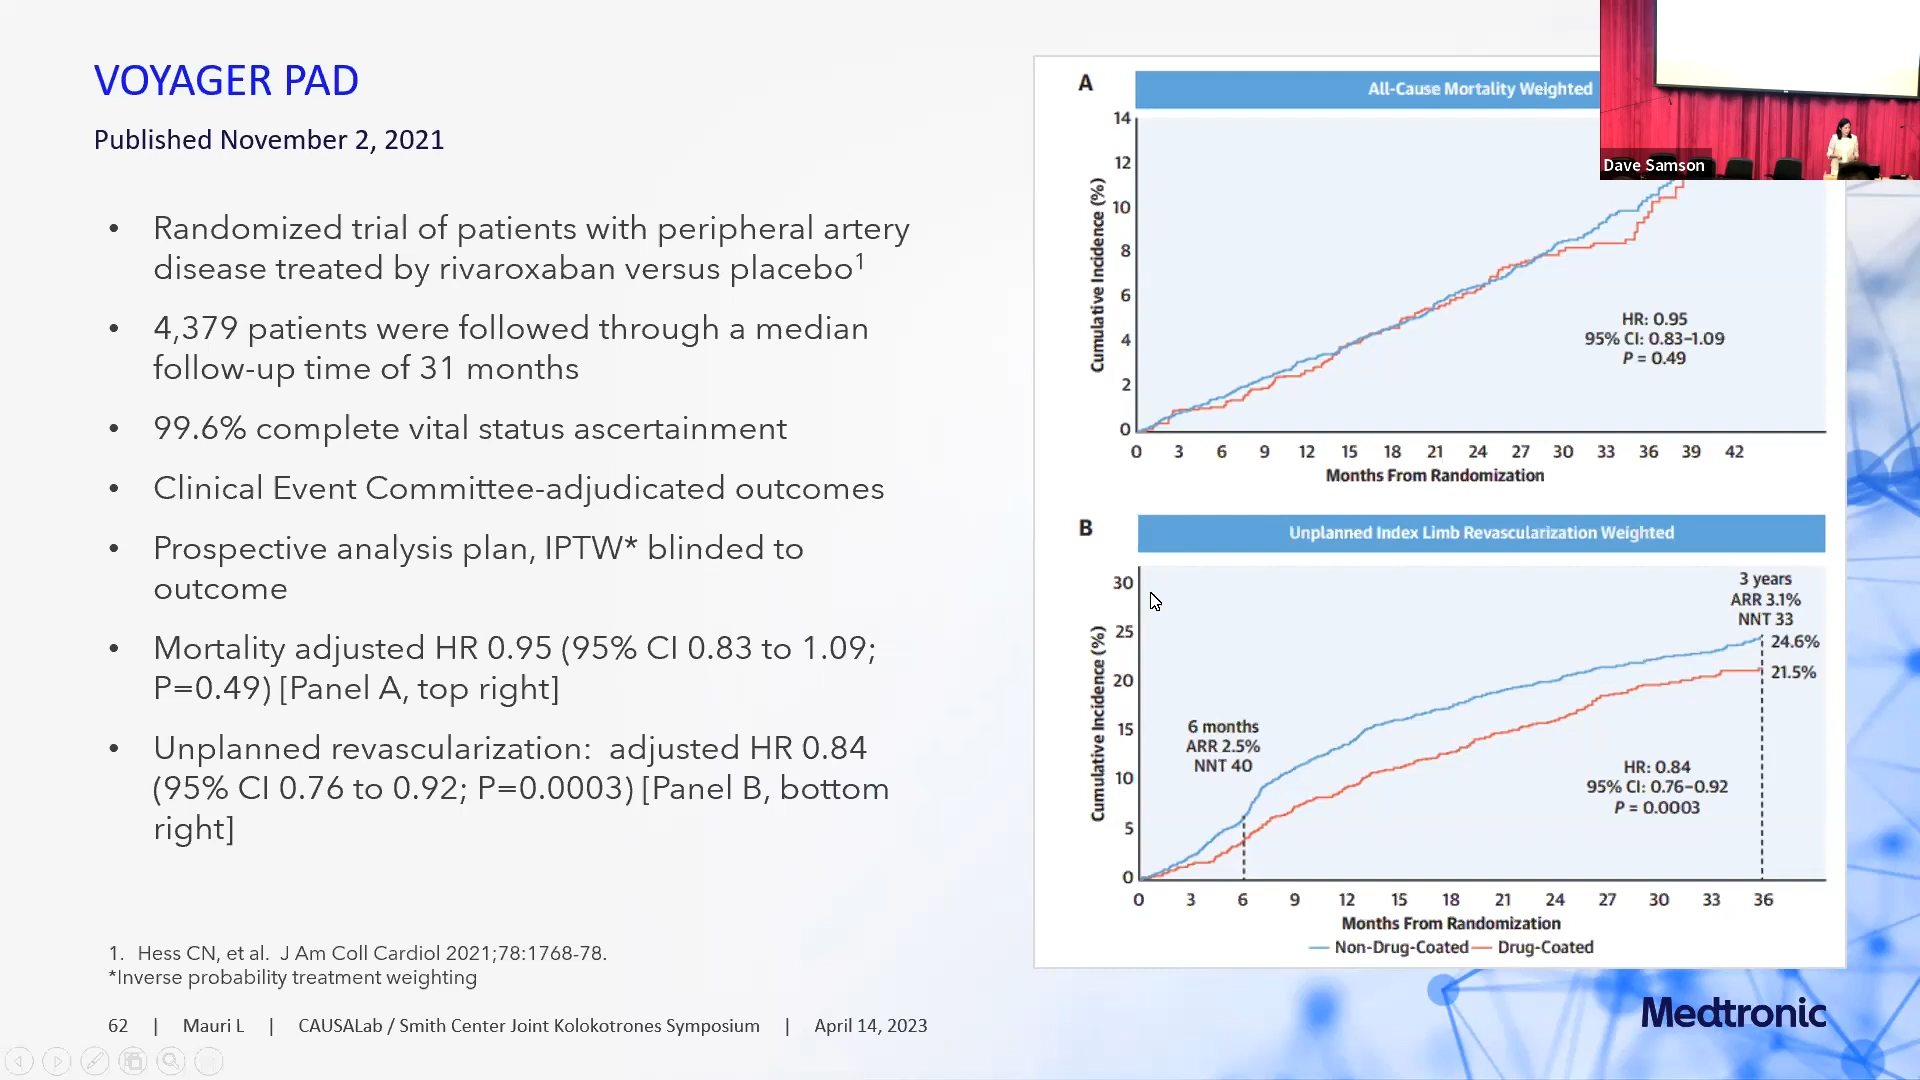 VOYAGER PAD
Published November 2, 2021
• Randomized trial of patients with peripheral artery
disease treated by rivaroxaban versus placebo1
• 4,379 patients were followed through a median
follow-up time of 31 months
• 99.6% complete vital status ascertainment
• Clinical Event Committee-adjudicated outcomes
• Prospective analysis plan, IPTW* blinded to
outcome
• Mortality adjusted HR 0.95 (95% CI 0.83 to 1.09;
P=0.49) [Panel A, top right]
• Unplanned revascularization: adjusted HR 0.84
(95% CI 0.76 to 0.92; P=0.0003) [Panel B, bottom
right]
1. Hess CN, et al. J Am Coll Cardiol 2021;78:1768-78.
*Inverse probability treatment weighting
62 | Mauri L | CAUSALab / Smith Center Joint Kolokotrones Symposium | April 14, 2023
A
All-Cause Mortality Weighted
Cumulative Incidence (%)
14
12
10
8
6
4
2
0
HR: 0.95
95% CI: 0.83–1.09
P = 0.49
0 3 6 9 12 15 18 21 24 27 30 33 36 39 42
Months From Randomization
B
Unplanned Index Limb Revascularization Weighted
Cumulative Incidence (%)
30
25
20
15
10
5
0
6 months
ARR 2.5%
NNT 40
3 years
ARR 3.1%
NNT 33
24.6%
21.5%
HR: 0.84
95% CI: 0.76–0.92
P = 0.0003
0 3 6 9 12 15 18 21 24 27 30 33 36
Months From Randomization
Non-Drug-Coated Drug-Coated
Dave Samson
Medtronic